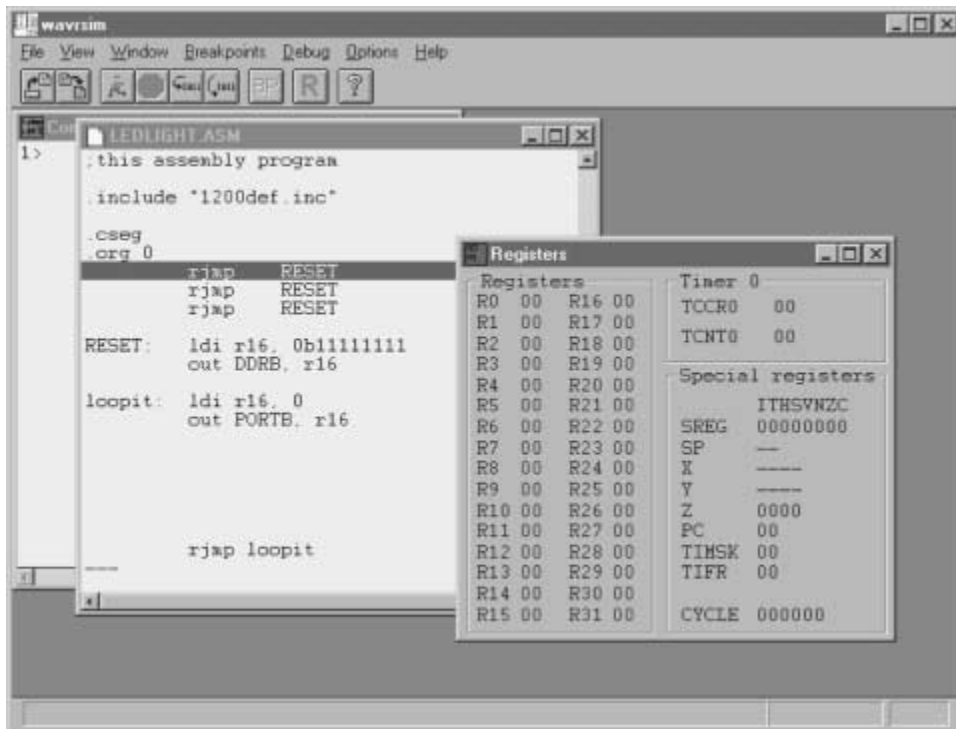 wavrsim
File View Window Breakpoints Debug Options Help
BP R ?
1>
LEDLIGHT.ASM
;this assembly program
.include "1200def.inc"
.cseg
.org 0
rjmp RESET
rjmp RESET
rjmp RESET
RESET: ldi r16, 0b11111111
out DDRB, r16
loopit: ldi r16, 0
out PORTB, r16
rjmp loopit
Registers
Registers
R0 00 R16 00
R1 00 R17 00
R2 00 R18 00
R3 00 R19 00
R4 00 R20 00
R5 00 R21 00
R6 00 R22 00
R7 00 R23 00
R8 00 R24 00
R9 00 R25 00
R10 00 R26 00
R11 00 R27 00
R12 00 R28 00
R13 00 R29 00
R14 00 R30 00
R15 00 R31 00
Timer 0
TCCR0 00
TCNT0 00
Special registers
ITHSVNZC
SREG 00000000
SP --
X ----
Y ----
Z 0000
PC 00
TIMSK 00
TIFR 00
CYCLE 000000